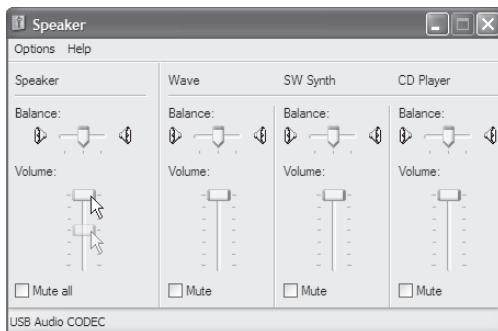 Speaker
Options Help
Speaker Wave SW Synth CD Player
Balance: Balance: Balance: Balance:
Volume: Volume: Volume: Volume:
Mute all Mute Mute Mute
USB Audio CODEC